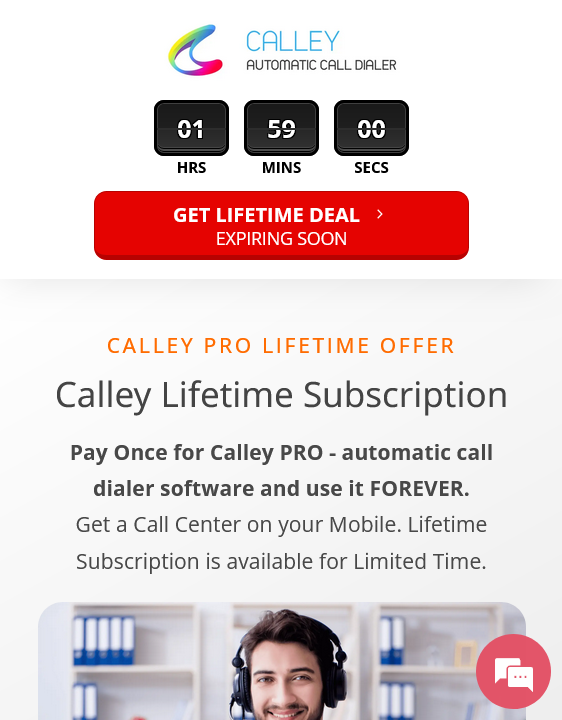 CALLEY
AUTOMATIC CALL DIALER
01 59 00
HRS MINS SECS
GET LIFETIME DEAL
EXPIRING SOON
CALLEY PRO LIFETIME OFFER
Calley Lifetime Subscription
Pay Once for Calley PRO - automatic call
dialer software and use it FOREVER.
Get a Call Center on your Mobile. Lifetime
Subscription is available for Limited Time.